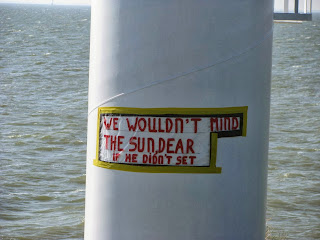 WE WOULDN'T MIND
THE SUN, DEAR
IF HE DIDN'T SET